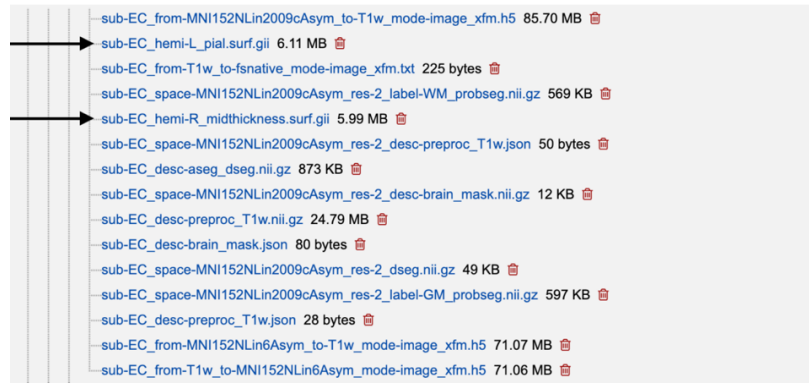 sub-EC_from-MNI152NLin2009cAsym_to-T1w_mode-image_xfm.h5 85.70 MB
sub-EC_hemi-L_pial.surf.gii 6.11 MB
sub-EC_from-T1w_to-fsnative_mode-image_xfm.txt 225 bytes
sub-EC_space-MNI152NLin2009cAsym_res-2_label-WM_probseg.nii.gz 569 KB
sub-EC_hemi-R_midthickness.surf.gii 5.99 MB
sub-EC_space-MNI152NLin2009cAsym_res-2_desc-preproc_T1w.json 50 bytes
sub-EC_desc-aseg_dseg.nii.gz 873 KB
sub-EC_space-MNI152NLin2009cAsym_res-2_desc-brain_mask.nii.gz 12 KB
sub-EC_desc-preproc_T1w.nii.gz 24.79 MB
sub-EC_desc-brain_mask.json 80 bytes
sub-EC_space-MNI152NLin2009cAsym_res-2_dseg.nii.gz 49 KB
sub-EC_space-MNI152NLin2009cAsym_res-2_label-GM_probseg.nii.gz 597 KB
sub-EC_desc-preproc_T1w.json 28 bytes
sub-EC_from-MNI152NLin6Asym_to-T1w_mode-image_xfm.h5 71.07 MB
sub-EC_from-T1w_to-MNI152NLin6Asym_mode-image_xfm.h5 71.06 MB